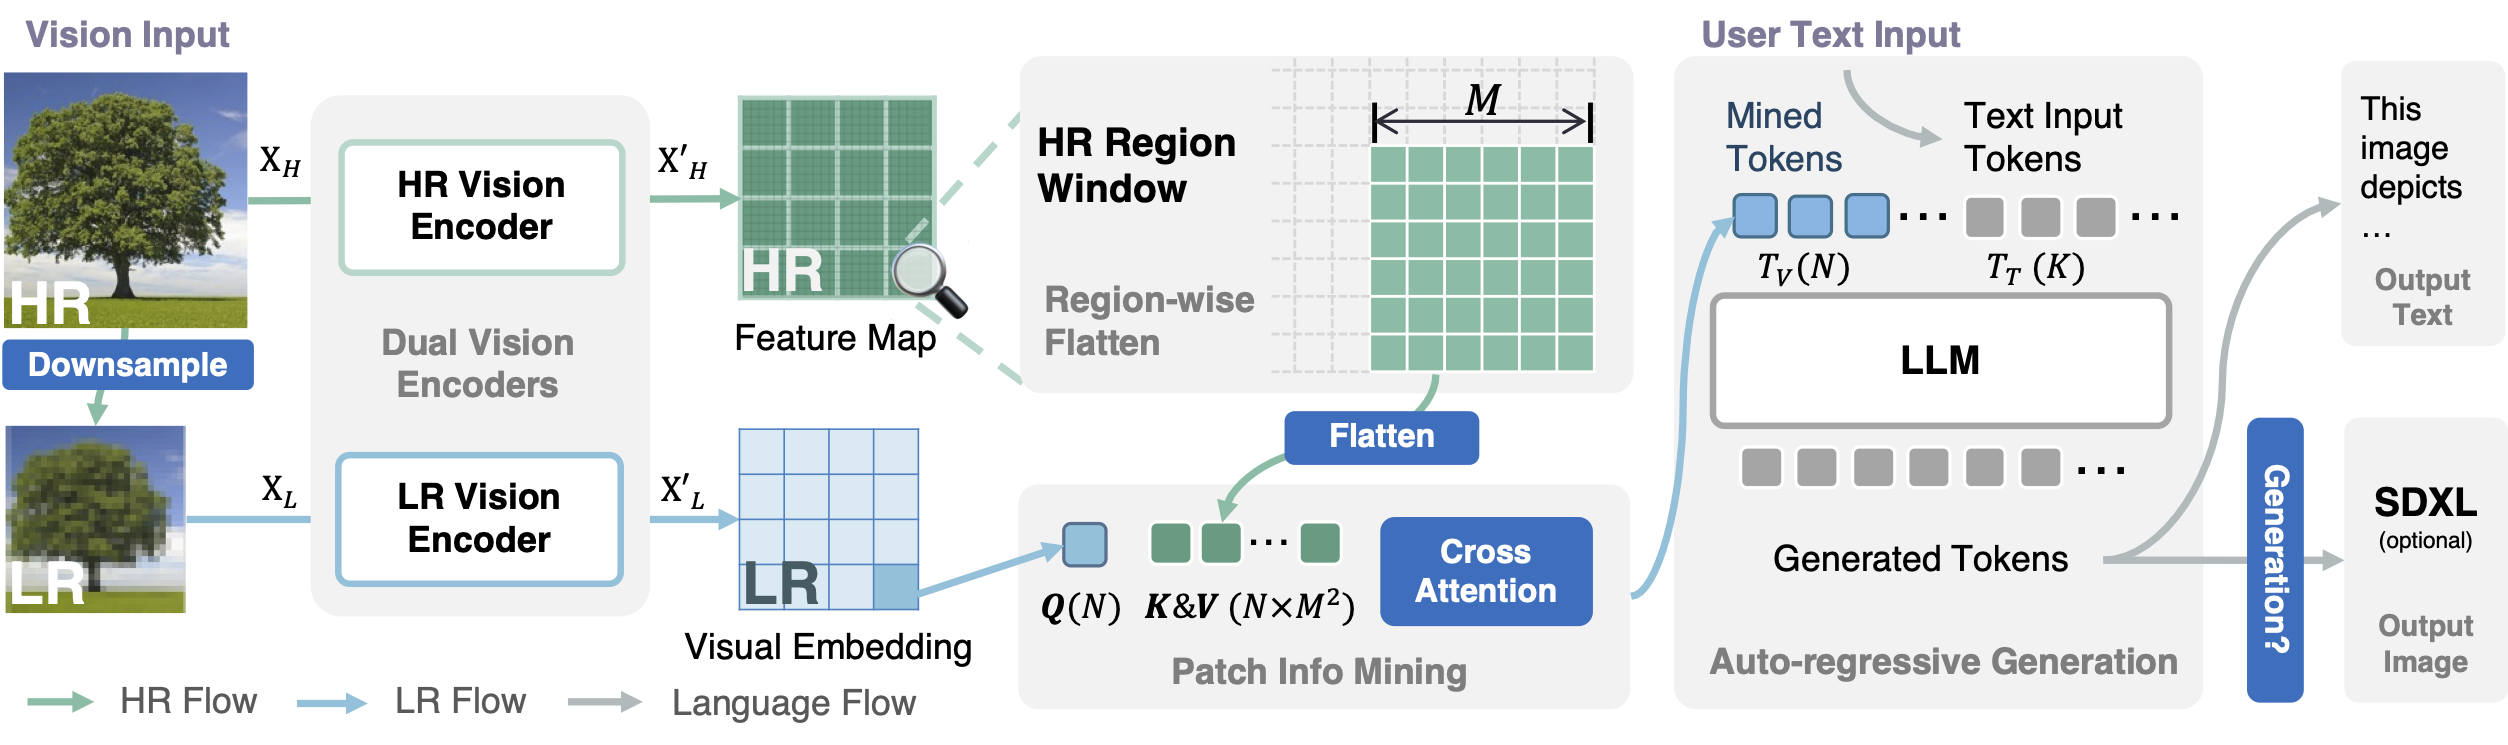 Vision Input
HR
Downsample
LR
X_H
X_L
HR Vision
Encoder
Dual Vision
Encoders
LR Vision
Encoder
X′_H
X′_L
HR
Feature Map
LR
Visual Embedding
HR Region
Window
Region-wise
Flatten
M
Flatten
Q(N)
K&V (N×M²)
Cross
Attention
Patch Info Mining
User Text Input
Mined
Tokens
Text Input
Tokens
...
...
T_V(N)
T_T (K)
LLM
...
Generated Tokens
Auto-regressive Generation
Generation?
This
image
depicts
...
Output
Text
SDXL
(optional)
Output
Image
HR Flow
LR Flow
Language Flow